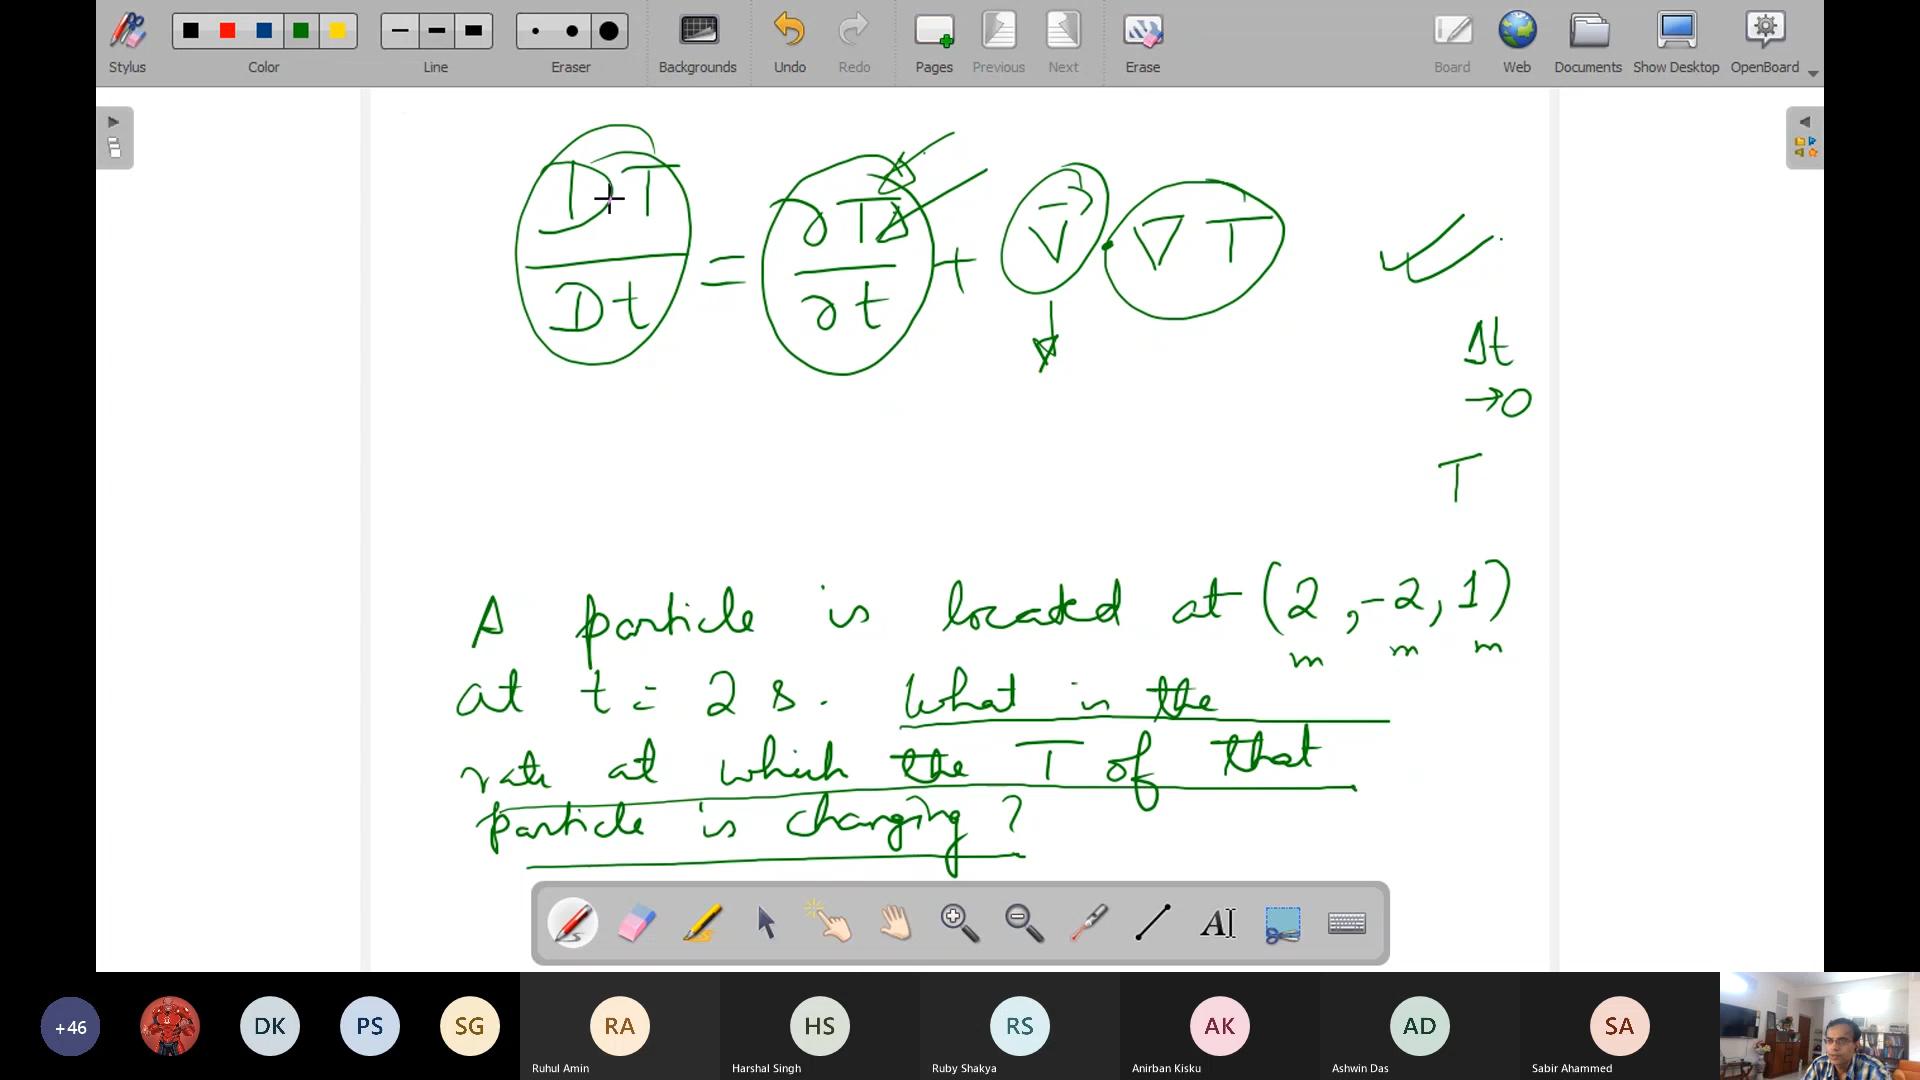 Stylus Color Line Eraser Backgrounds Undo Redo Pages Previous Next Erase Board Web Documents Show Desktop OpenBoard
DT/Dt = ∂T/∂t + V⃗ · ∇T
Δt
→0
T
A particle is located at (2, -2, 1)
m m m
at t = 2 s. What is the
rate at which the T of that
particle is changing?
AI
+46 DK PS SG RA HS RS AK AD SA
Ruhul Amin Harshal Singh Ruby Shakya Anirban Kisku Ashwin Das Sabir Ahammed